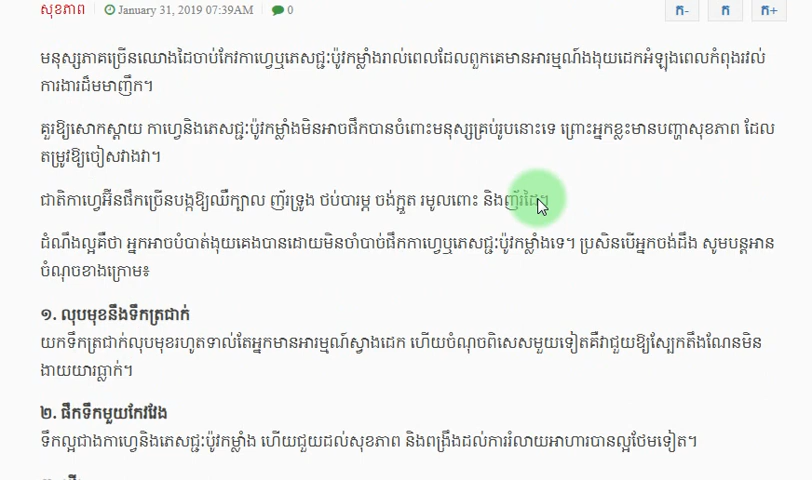 សុខភាព January 31, 2019 07:39AM 0 ក- ក ក+
មនុស្សភាគច្រើនឈោងដៃចាប់កែវកាហ្វេឬភេសជ្ជៈប៉ូវកម្លាំងរាល់ពេលដែលពួកគេមានអារម្មណ៍ងងុយដេកអំឡុងពេលកំពុងរវល់
ការងារដ៏មមាញឹក។
គួរឱ្យសោកស្ដាយ កាហ្វេនិងភេសជ្ជៈប៉ូវកម្លាំងមិនអាចផឹកបានចំពោះមនុស្សគ្រប់រូបនោះទេ ព្រោះអ្នកខ្លះមានបញ្ហាសុខភាព ដែល
តម្រូវឱ្យចៀសវាងវា។
ជាតិកាហ្វេអ៊ីនផឹកច្រើនបង្កឱ្យឈឺក្បាល ញ័រទ្រូង ថប់បារម្ភ ចង់ក្អួត រមួលពោះ និងញ័រដៃ។
ដំណឹងល្អគឺថា អ្នកអាចបំបាត់ងុយគេងបានដោយមិនចាំបាច់ផឹកកាហ្វេឬភេសជ្ជៈប៉ូវកម្លាំងទេ។ ប្រសិនបើអ្នកចង់ដឹង សូមបន្តអាន
ចំណុចខាងក្រោម៖
១. លុបមុខនឹងទឹកត្រជាក់
យកទឹកត្រជាក់លុបមុខរហូតទាល់តែអ្នកមានអារម្មណ៍ស្វាងដេក ហើយចំណុចពិសេសមួយទៀតគឺវាជួយឱ្យស្បែកតឹងណែនមិន
ងាយយារធ្លាក់។
២. ផឹកទឹកមួយកែវវែង
ទឹកល្អជាងកាហ្វេនិងភេសជ្ជៈប៉ូវកម្លាំង ហើយជួយដល់សុខភាព និងពង្រឹងដល់ការរំលាយអាហារបានល្អថែមទៀត។